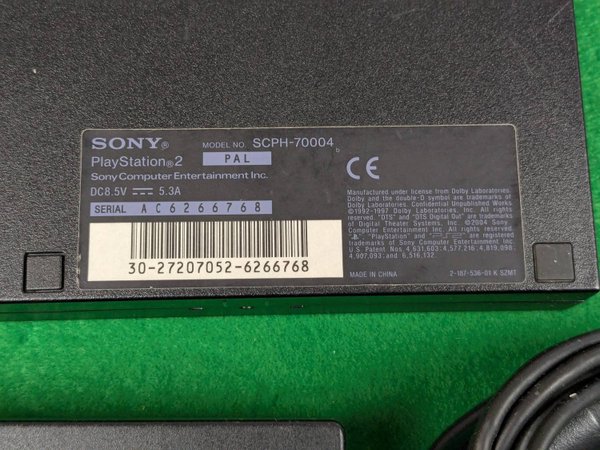 SONY®
MODEL NO. SCPH-70004 b
PlayStation®2
PAL
Sony Computer Entertainment Inc.
DC8.5V ⎓ 5.3A
SERIAL AC6266768
30-27207052-6266768
CE
Manufactured under license from Dolby Laboratories.
Dolby and the double-D symbol are trademarks of
Dolby Laboratories. Confidential Unpublished Works
©1992-1997 Dolby Laboratories. All rights
reserved. "DTS" and "DTS Digital Out" are trademarks
of Digital Theater Systems, Inc. ©2004 Sony
Computer Entertainment Inc. All rights reserved.
"PlayStation" and "PSP" are registered
trademarks of Sony Computer Entertainment Inc.
U.S. PAT. Nos. 4,631,603; 4,577,216; 4,819,098;
4,907,093; and 6,516,132.
MADE IN CHINA
2-187-536-01 K SZMT